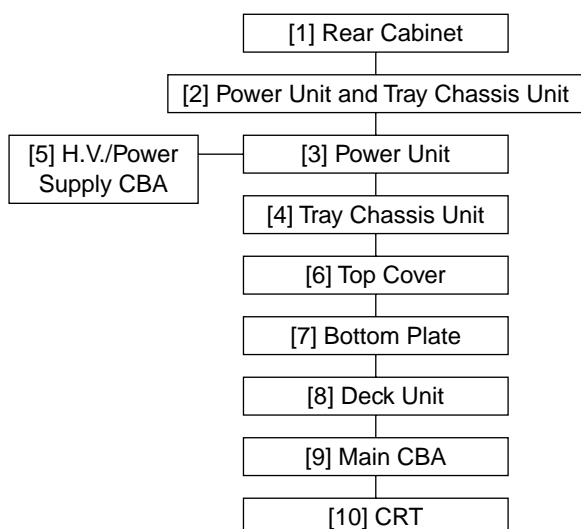 [1] Rear Cabinet
[2] Power Unit and Tray Chassis Unit
[5] H.V./Power
Supply CBA
[3] Power Unit
[4] Tray Chassis Unit
[6] Top Cover
[7] Bottom Plate
[8] Deck Unit
[9] Main CBA
[10] CRT